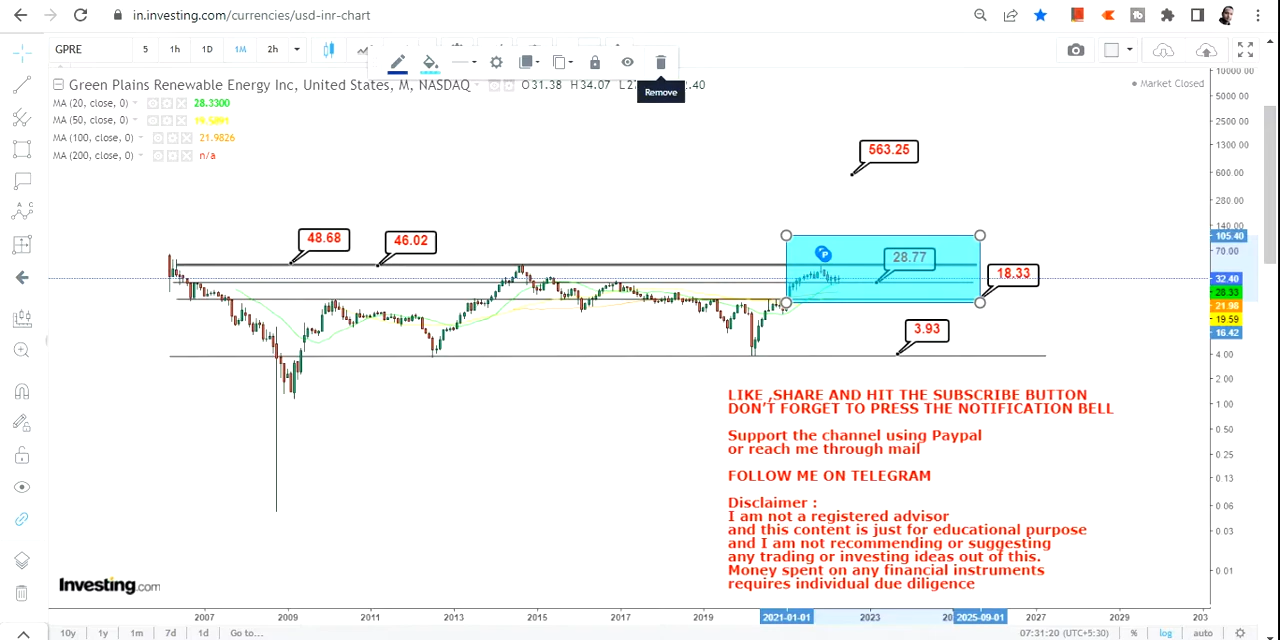 in.investing.com/currencies/usd-inr-chart
GPRE 5 1h 1D 1M 2h
Green Plains Renewable Energy Inc, United States, M, NASDAQ O31.38 H34.07
Remove
Market Closed
MA (20, close, 0) 28.3300
MA (50, close, 0)
MA (100, close, 0) 21.9826
MA (200, close, 0) n/a
563.25
48.68
46.02
28.77
18.33
3.93
10000.00
5000.00
2500.00
1300.00
600.00
280.00
140.00
105.40
70.00
32.40
28.33
21.98
19.59
16.42
4.00
2.00
1.00
0.50
0.25
0.13
0.06
0.03
0.01
LIKE ,SHARE AND HIT THE SUBSCRIBE BUTTON
DON'T FORGET TO PRESS THE NOTIFICATION BELL
Support the channel using Paypal
or reach me through mail
FOLLOW ME ON TELEGRAM
Disclaimer :
I am not a registered advisor
and this content is just for educational purpose
and I am not recommending or suggesting
any trading or investing ideas out of this.
Money spent on any financial instruments
requires individual due diligence
Investing.com
2007 2009 2011 2013 2015 2017 2019 2021-01-01 2023 2025-09-01 2027 2029
10y 1y 1m 7d 1d Go to... 07:31:20 (UTC+5:30) % log auto